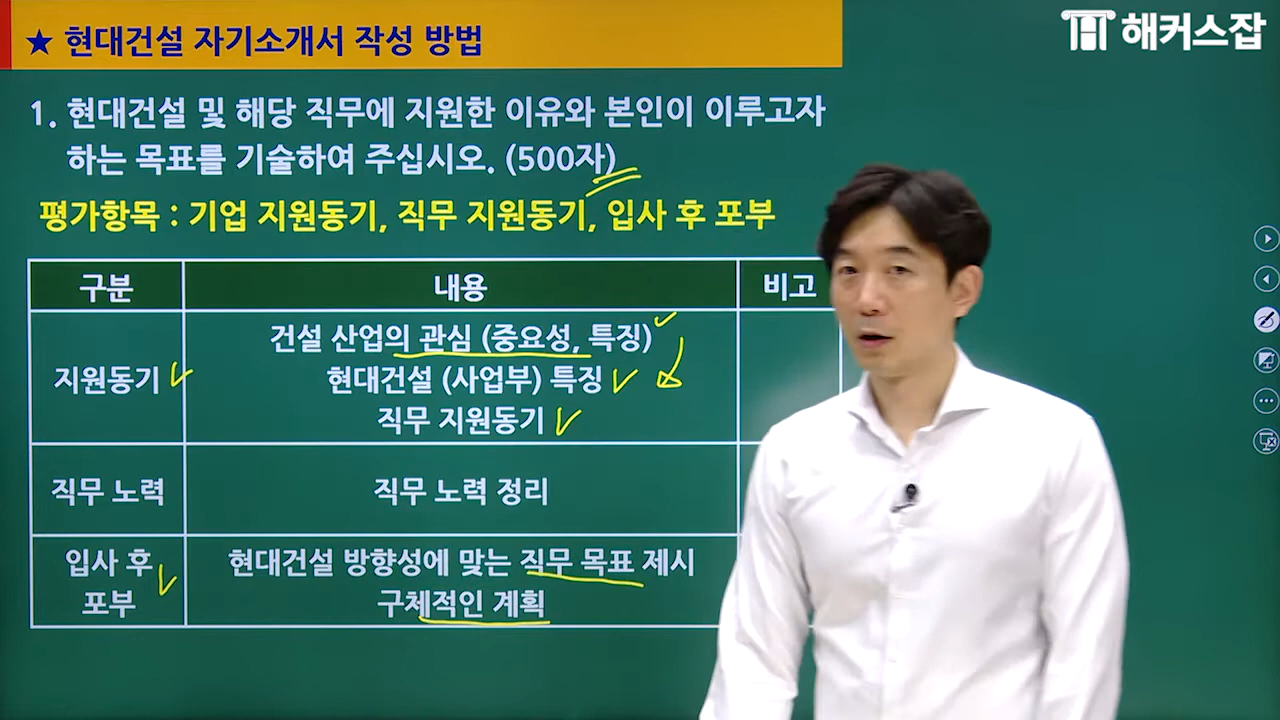 ★ 현대건설 자기소개서 작성 방법
해커스잡
1. 현대건설 및 해당 직무에 지원한 이유와 본인이 이루고자
하는 목표를 기술하여 주십시오. (500자)
평가항목 : 기업 지원동기, 직무 지원동기, 입사 후 포부
구분 내용 비고
지원동기
건설 산업의 관심 (중요성, 특징)
현대건설 (사업부) 특징
직무 지원동기
직무 노력 직무 노력 정리
입사 후
포부
현대건설 방향성에 맞는 직무 목표 제시
구체적인 계획